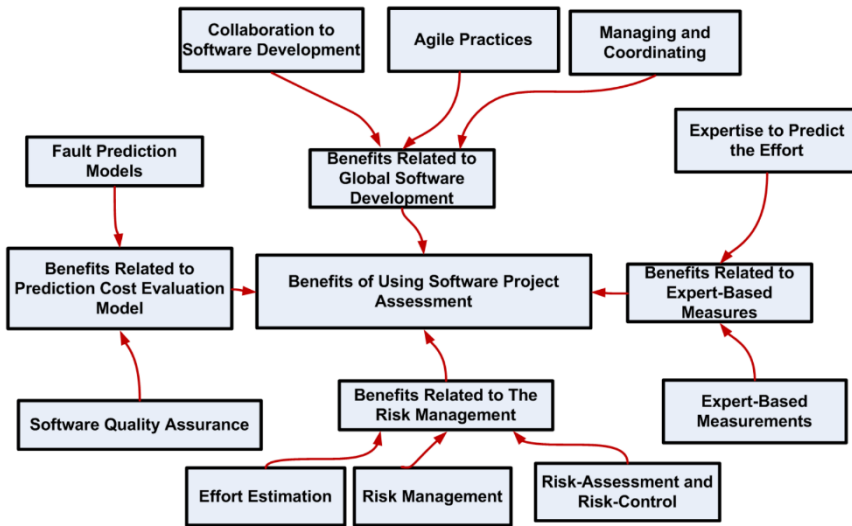 Collaboration to
Software Development
Agile Practices
Managing and
Coordinating
Fault Prediction
Models
Benefits Related to
Global Software
Development
Expertise to Predict
the Effort
Benefits Related to
Prediction Cost Evaluation
Model
Benefits of Using Software Project
Assessment
Benefits Related to
Expert-Based
Measures
Software Quality Assurance
Benefits Related to The
Risk Management
Expert-Based
Measurements
Effort Estimation
Risk Management
Risk-Assessment and
Risk-Control